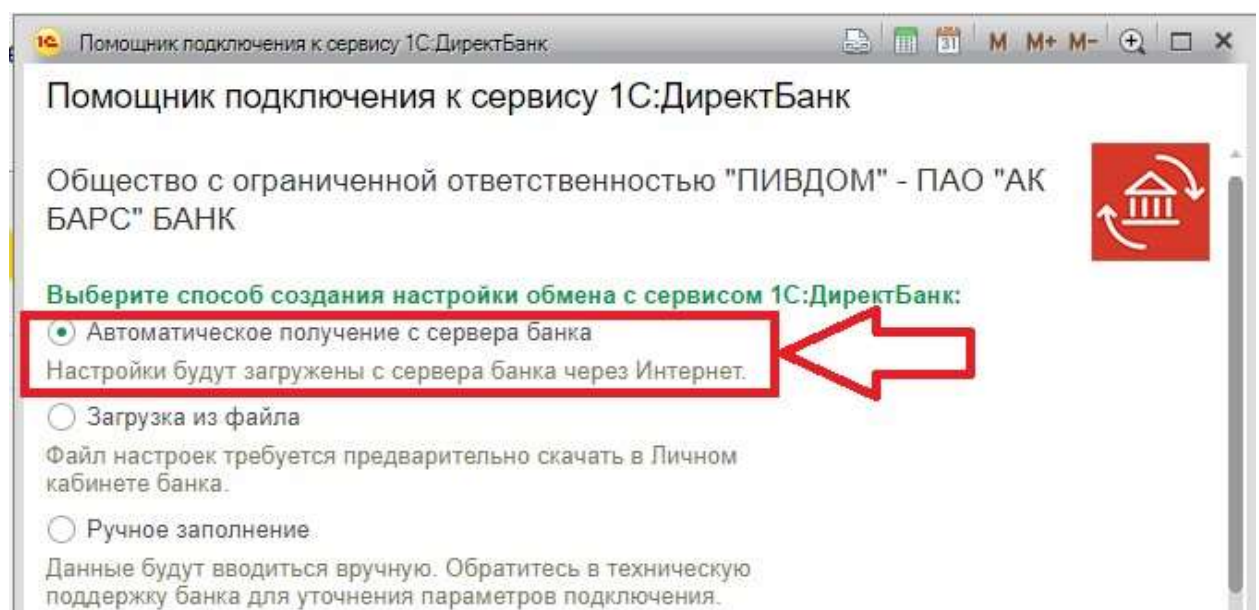 1С Помощник подключения к сервису 1С:ДиректБанк 31 M M+ M-
Помощник подключения к сервису 1С:ДиректБанк
Общество с ограниченной ответственностью "ПИВДОМ" - ПАО "АК
БАРС" БАНК
Выберите способ создания настройки обмена с сервисом 1С:ДиректБанк:
Автоматическое получение с сервера банка
Настройки будут загружены с сервера банка через Интернет.
Загрузка из файла
Файл настроек требуется предварительно скачать в Личном
кабинете банка.
Ручное заполнение
Данные будут вводиться вручную. Обратитесь в техническую
поддержку банка для уточнения параметров подключения.